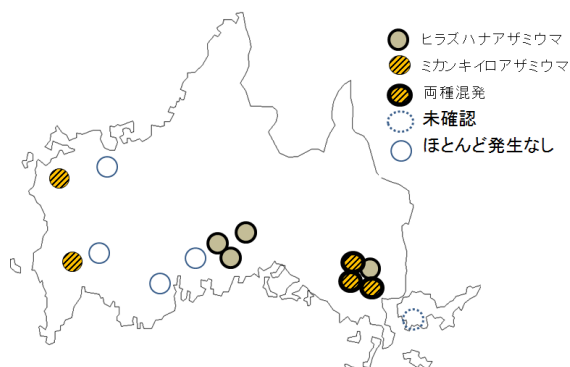 ヒラズハナアザミウマ
ミカンキイロアザミウマ
両種混発
未確認
ほとんど発生なし